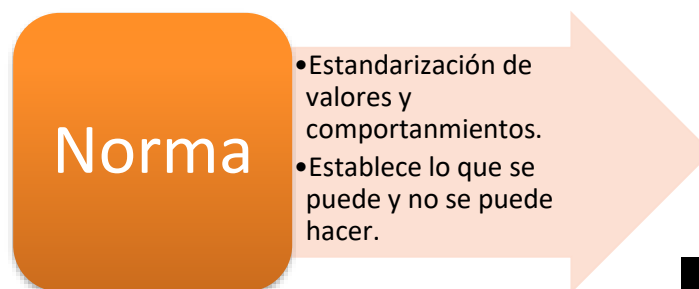 Norma
•Estandarización de
valores y
comportanmientos.
•Establece lo que se
puede y no se puede
hacer.